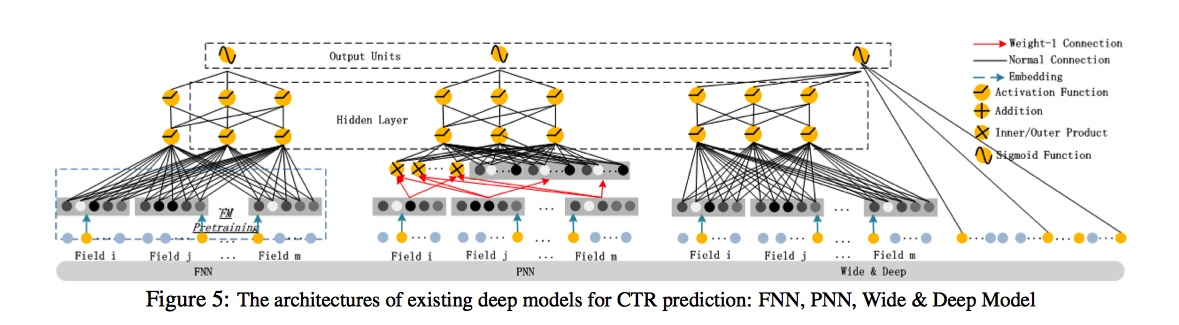 Output Units
Hidden Layer
Weight-1 Connection
Normal Connection
Embedding
Activation Function
Addition
Inner/Outer Product
Sigmoid Function
FM
Pretraining
...
...
...
Field i
Field j
...
Field m
Field i
Field j
...
Field m
Field i
Field j
...
Field m
FNN
PNN
Wide & Deep
Figure 5: The architectures of existing deep models for CTR prediction: FNN, PNN, Wide & Deep Model